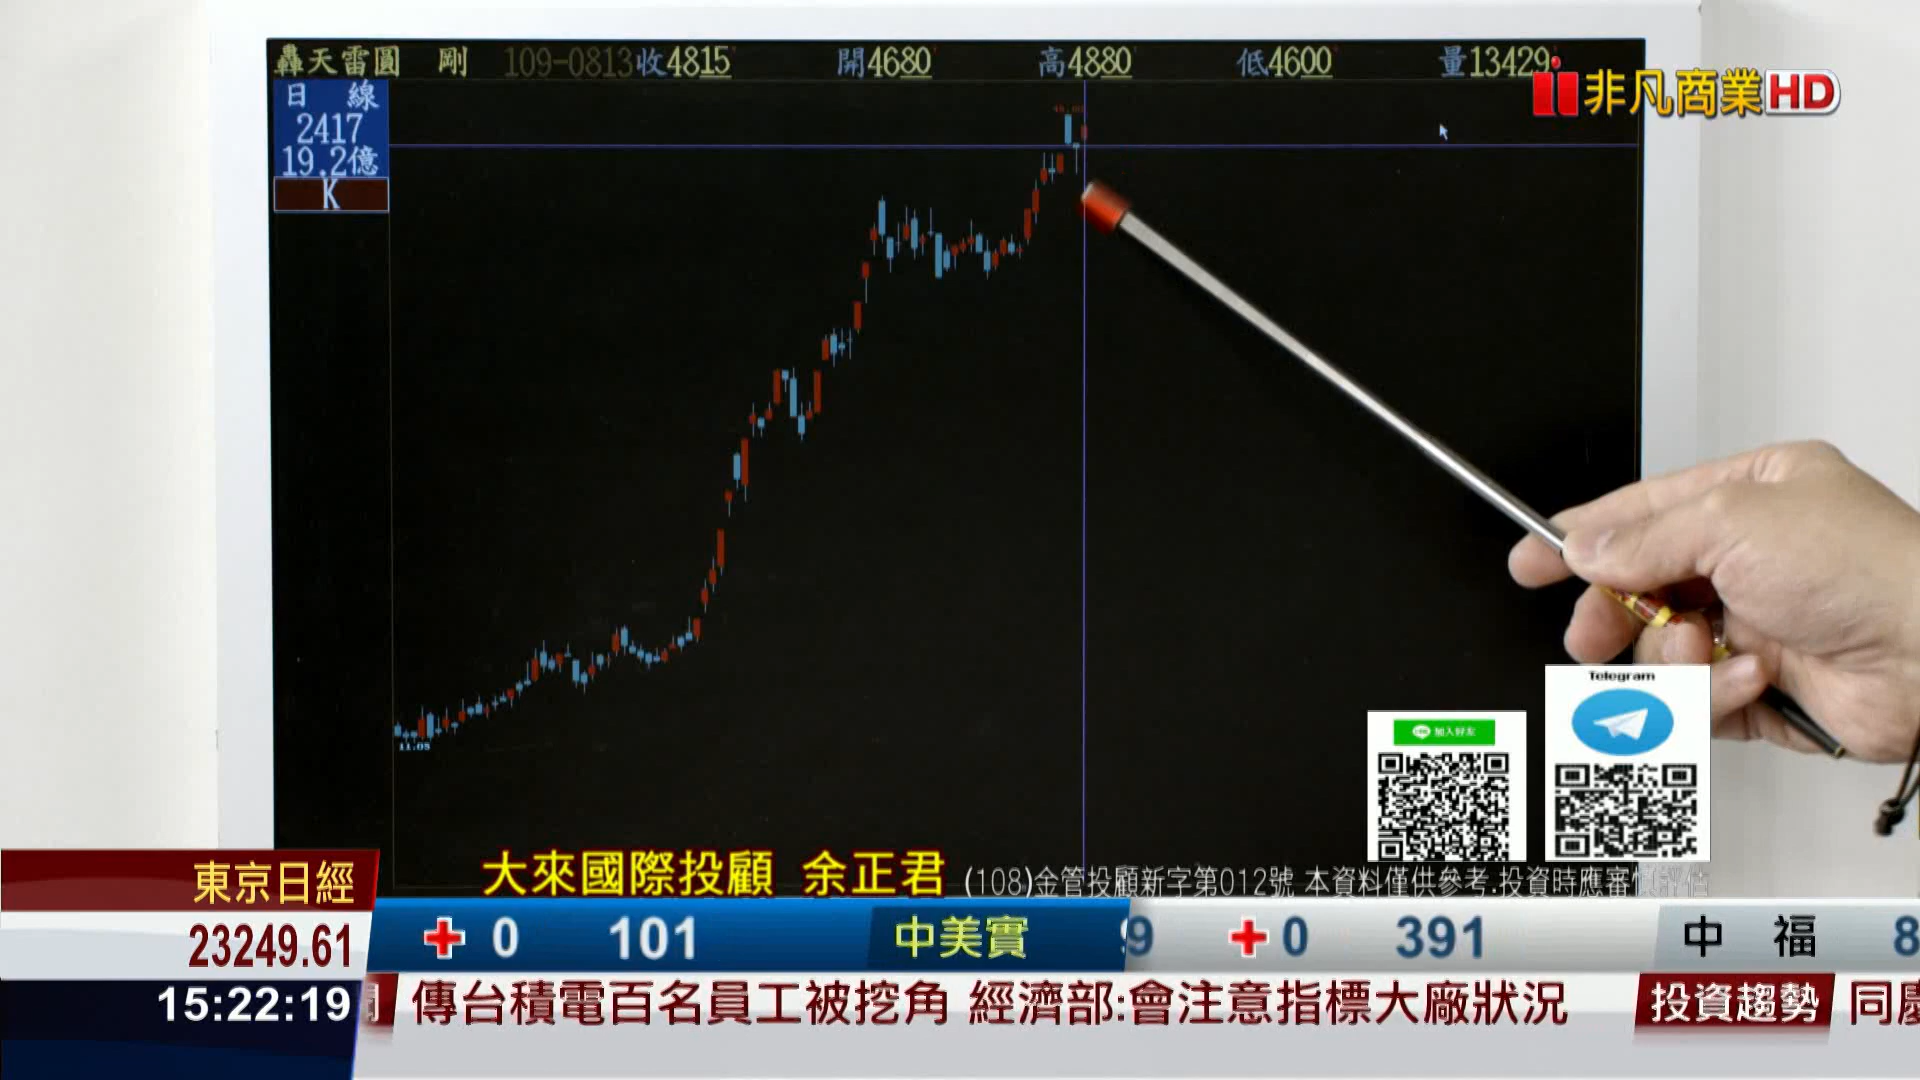 轟天雷圓 剛 109-0813 收4815 開4680 高4880 低4600 量13429
非凡商業HD
日 線
2417
19.2億
K
11.05
Telegram
加入好友
大來國際投顧 余正君 (108)金管投顧新字第012號 本資料僅供參考.投資時應審
東京日經
23249.61
15:22:19
0 101 中美實 9 0 391 中 福 8
傳台積電百名員工被挖角 經濟部:會注意指標大廠狀況 投資趨勢 同慶